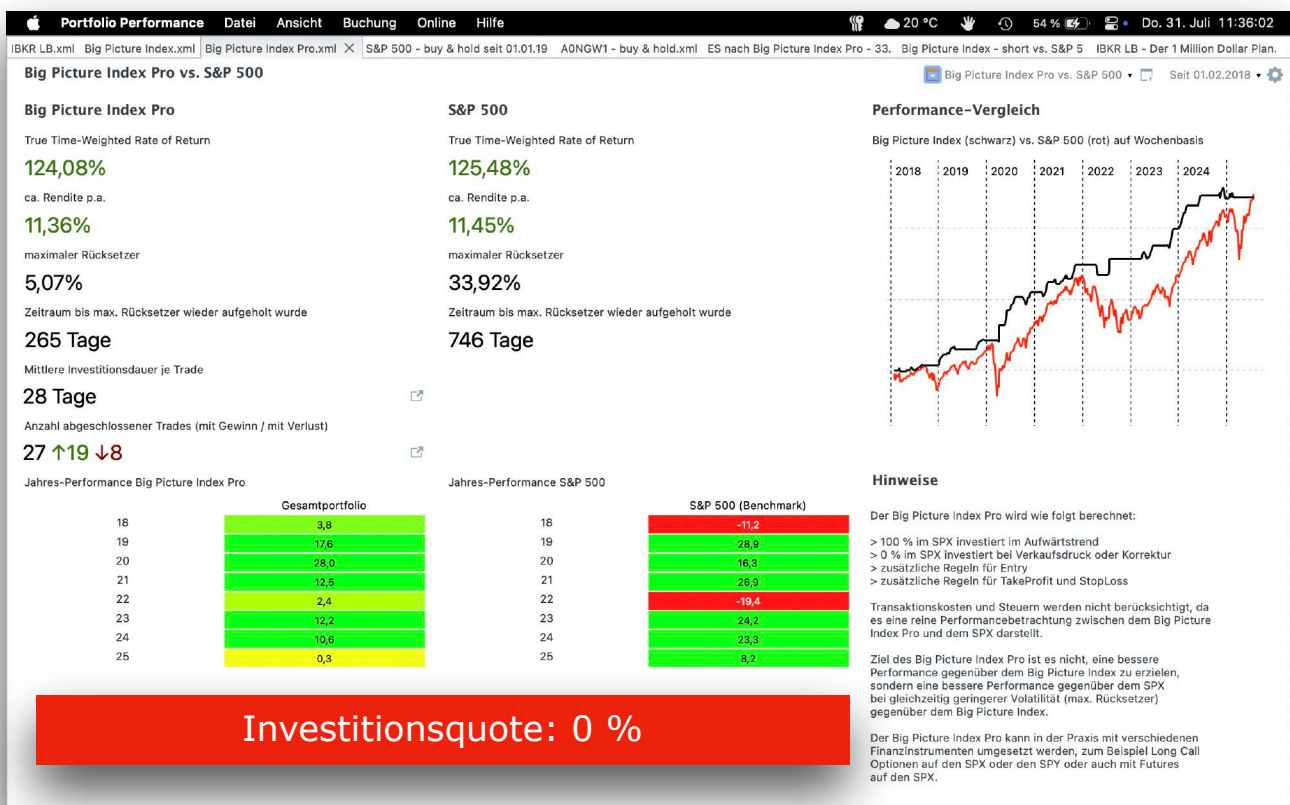 Portfolio Performance Datei Ansicht Buchung Online Hilfe 20 °C 54 % Do. 31. Juli 11:36:02
IBKR LB.xml Big Picture Index.xml Big Picture Index Pro.xml S&P 500 - buy & hold seit 01.01.19 A0NGW1 - buy & hold.xml ES nach Big Picture Index Pro - 33. Big Picture Index - short vs. S&P 5 IBKR LB - Der 1 Million Dollar Plan.
Big Picture Index Pro vs. S&P 500
Big Picture Index Pro vs. S&P 500 Seit 01.02.2018
Big Picture Index Pro
True Time-Weighted Rate of Return
124,08%
ca. Rendite p.a.
11,36%
maximaler Rücksetzer
5,07%
Zeitraum bis max. Rücksetzer wieder aufgeholt wurde
265 Tage
Mittlere Investitionsdauer je Trade
28 Tage
Anzahl abgeschlossener Trades (mit Gewinn / mit Verlust)
27 ↑19 ↓8
Jahres-Performance Big Picture Index Pro
Gesamtportfolio
18 3,8
19 17,6
20 28,0
21 12,5
22 2,4
23 12,2
24 10,6
25 0,3
S&P 500
True Time-Weighted Rate of Return
125,48%
ca. Rendite p.a.
11,45%
maximaler Rücksetzer
33,92%
Zeitraum bis max. Rücksetzer wieder aufgeholt wurde
746 Tage
Jahres-Performance S&P 500
S&P 500 (Benchmark)
18 -11,2
19 28,9
20 16,3
21 26,9
22 -19,4
23 24,2
24 23,3
25 8,2
Investitionsquote: 0 %
Performance-Vergleich
Big Picture Index (schwarz) vs. S&P 500 (rot) auf Wochenbasis
2018 2019 2020 2021 2022 2023 2024
Hinweise
Der Big Picture Index Pro wird wie folgt berechnet:
> 100 % im SPX investiert im Aufwärtstrend
> 0 % im SPX investiert bei Verkaufsdruck oder Korrektur
> zusätzliche Regeln für Entry
> zusätzliche Regeln für TakeProfit und StopLoss
Transaktionskosten und Steuern werden nicht berücksichtigt, da
es eine reine Performancebetrachtung zwischen dem Big Picture
Index Pro und dem SPX darstellt.
Ziel des Big Picture Index Pro ist es nicht, eine bessere
Performance gegenüber dem Big Picture Index zu erzielen,
sondern eine bessere Performance gegenüber dem SPX
bei gleichzeitig geringerer Volatilität (max. Rücksetzer)
gegenüber dem Big Picture Index.
Der Big Picture Index Pro kann in der Praxis mit verschiedenen
Finanzinstrumenten umgesetzt werden, zum Beispiel Long Call
Optionen auf den SPX oder den SPY oder auch mit Futures
auf den SPX.